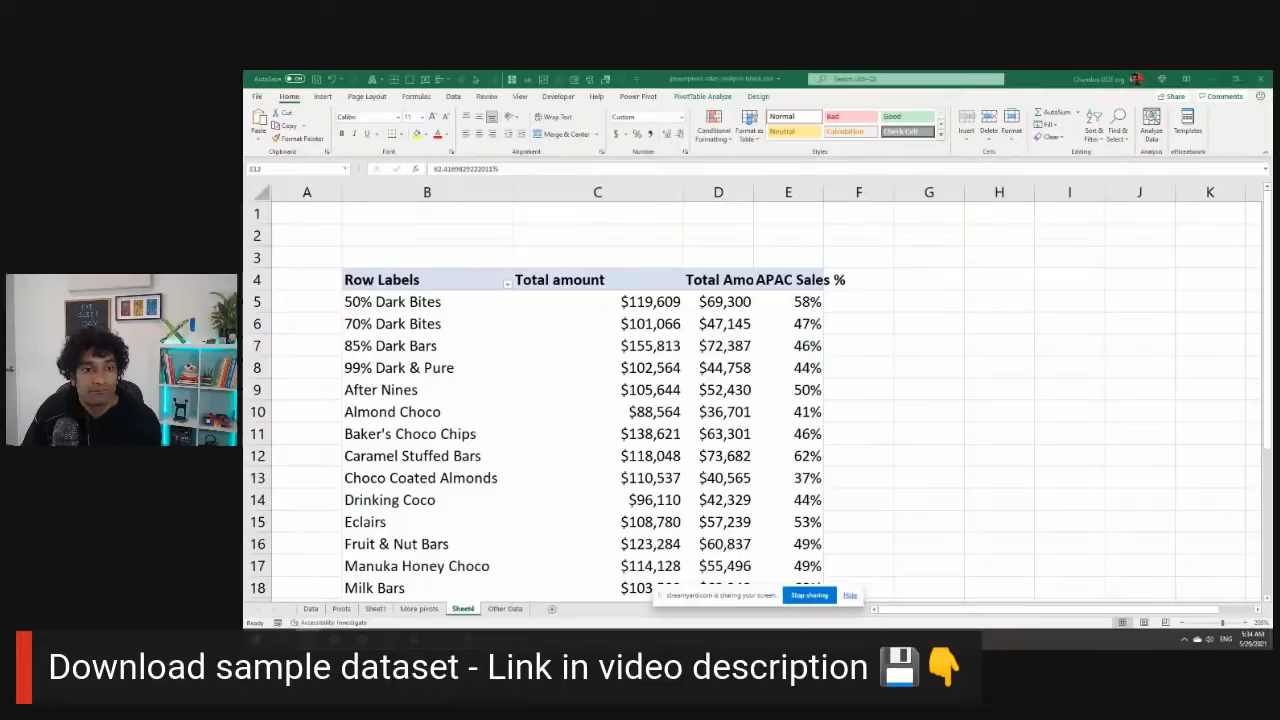 AutoSave
Search (Alt+Q)
File Home Insert Page Layout Formulas Data Review View Developer Help Power Pivot PivotTable Analyze Design Share Comments
Paste Cut Copy Format Painter Clipboard
Calibri 11 Font
Wrap Text Merge & Center Alignment
Custom Number
Conditional Formatting Format as Table
Normal Bad Good
Neutral Calculation Check Cell
Styles
Insert Delete Format Cells
AutoSum Fill Clear Sort & Filter Find & Select Editing
Analyze Data Analysis
Templates
E12
A B C D E F G H I J K
1
2
3
4 Row Labels Total amount Total Amo APAC Sales %
5 50% Dark Bites $119,609 $69,300 58%
6 70% Dark Bites $101,066 $47,145 47%
7 85% Dark Bars $155,813 $72,387 46%
8 99% Dark & Pure $102,564 $44,758 44%
9 After Nines $105,644 $52,430 50%
10 Almond Choco $88,564 $36,701 41%
11 Baker's Choco Chips $138,621 $63,301 46%
12 Caramel Stuffed Bars $118,048 $73,682 62%
13 Choco Coated Almonds $110,537 $40,565 37%
14 Drinking Coco $96,110 $42,329 44%
15 Eclairs $108,780 $57,239 53%
16 Fruit & Nut Bars $123,284 $60,837 49%
17 Manuka Honey Choco $114,128 $55,496 49%
18 Milk Bars
streamyard.com is sharing your screen. Stop sharing Hide
Data Pivots Sheet1 More pivots Sheet4 Other Data
Ready Accessibility: Investigate
ENG 5:34 AM
5/29/2021
Download sample dataset - Link in video description 💾👇